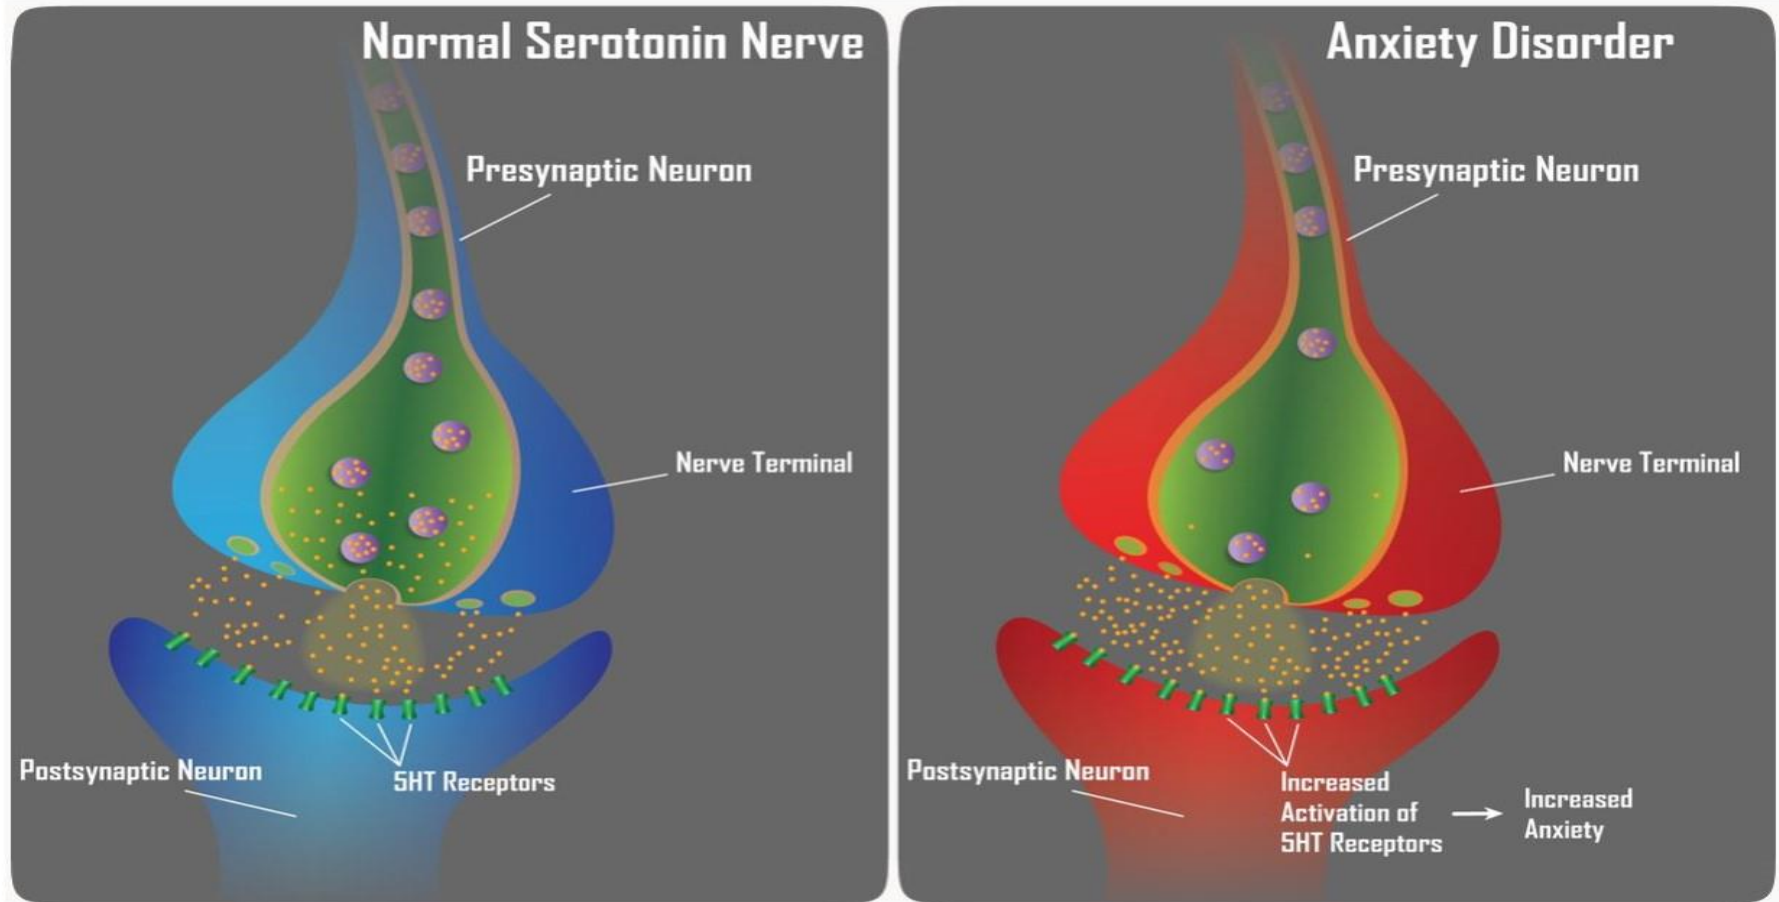 Normal Serotonin Nerve
Presynaptic Neuron
Nerve Terminal
Postsynaptic Neuron
5HT Receptors
Anxiety Disorder
Presynaptic Neuron
Nerve Terminal
Postsynaptic Neuron
Increased
Activation of
5HT Receptors
Increased
Anxiety